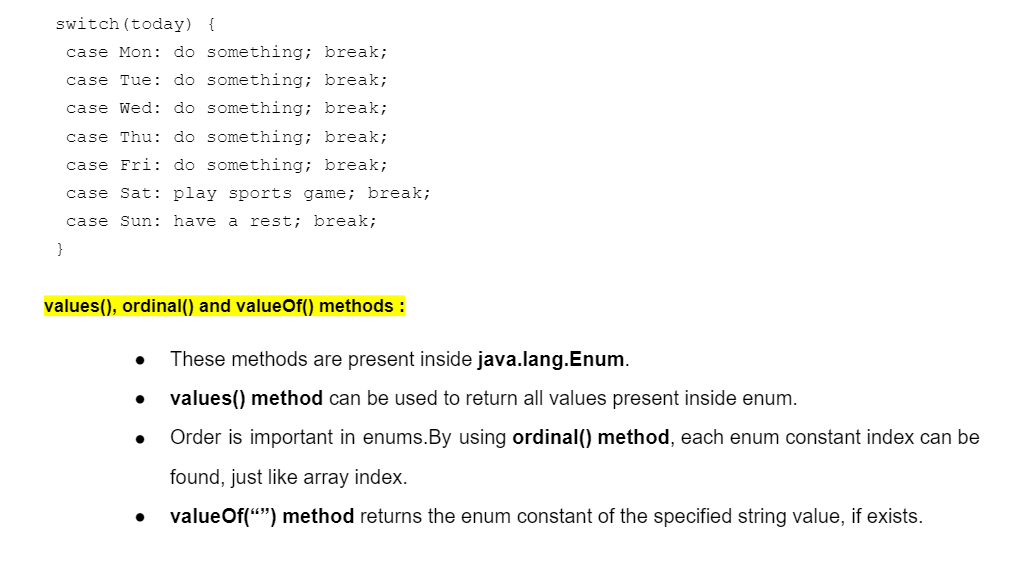 switch(today) {
case Mon: do something; break;
case Tue: do something; break;
case Wed: do something; break;
case Thu: do something; break;
case Fri: do something; break;
case Sat: play sports game; break;
case Sun: have a rest; break;
}
values(), ordinal() and valueOf() methods :
● These methods are present inside java.lang.Enum.
● values() method can be used to return all values present inside enum.
● Order is important in enums.By using ordinal() method, each enum constant index can be
found, just like array index.
● valueOf(“”) method returns the enum constant of the specified string value, if exists.